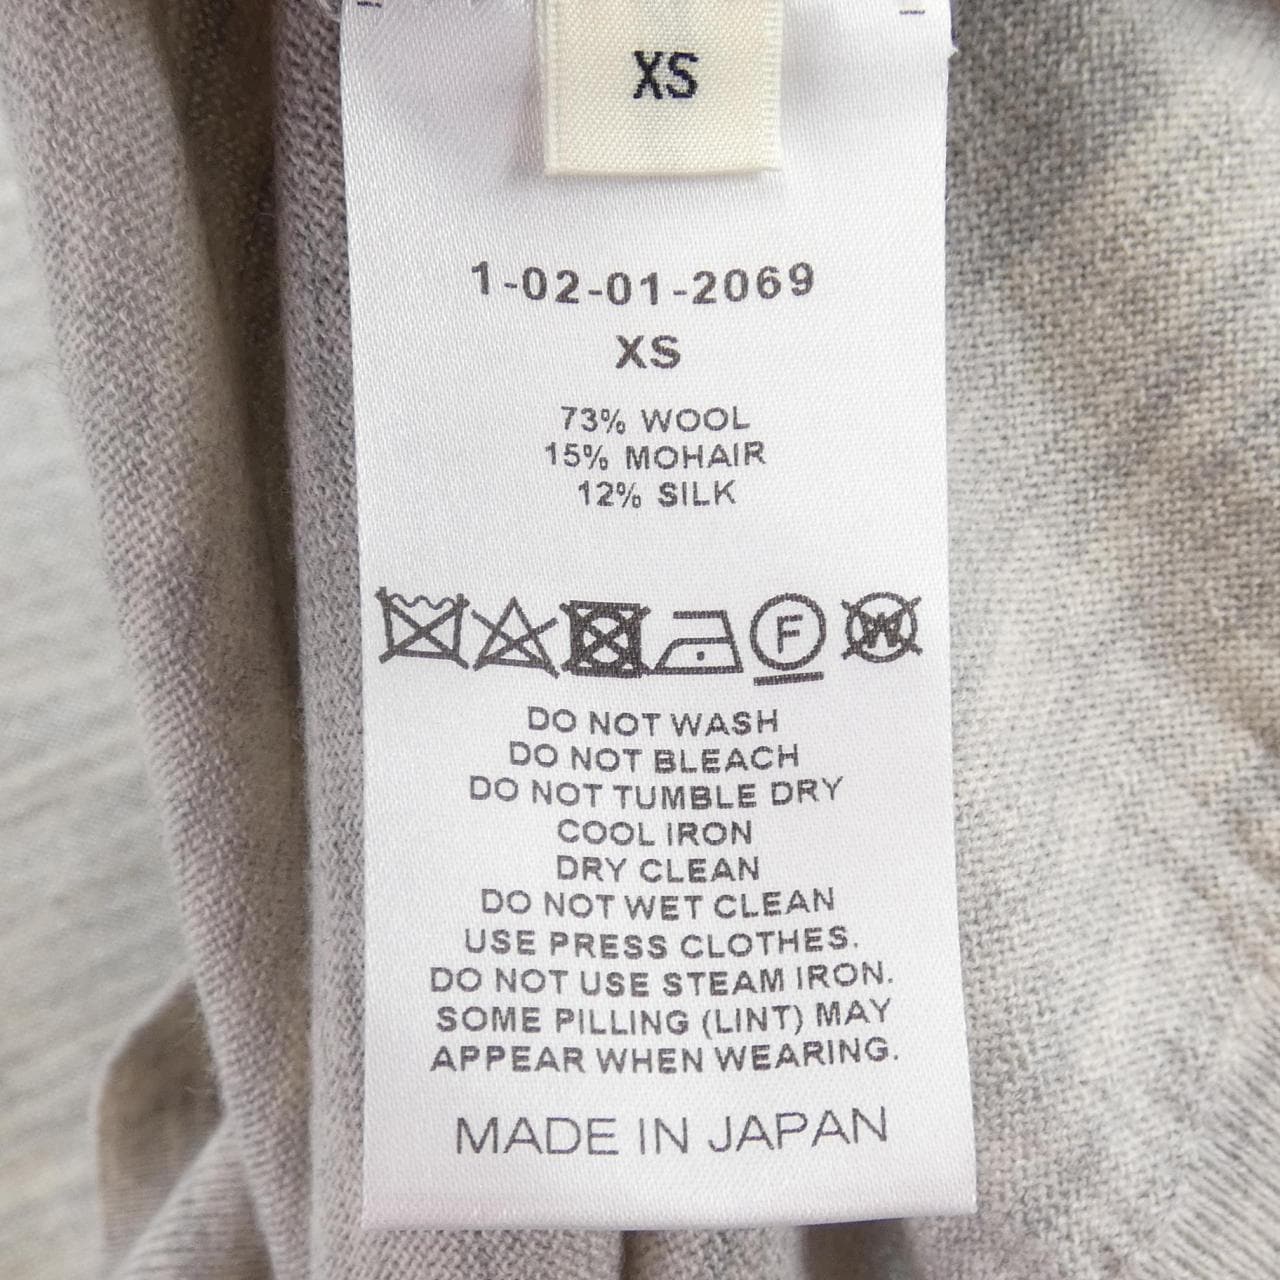 XS
1-02-01-2069
XS
73% WOOL
15% MOHAIR
12% SILK
F W
DO NOT WASH
DO NOT BLEACH
DO NOT TUMBLE DRY
COOL IRON
DRY CLEAN
DO NOT WET CLEAN
USE PRESS CLOTHES.
DO NOT USE STEAM IRON.
SOME PILLING (LINT) MAY
APPEAR WHEN WEARING.
MADE IN JAPAN